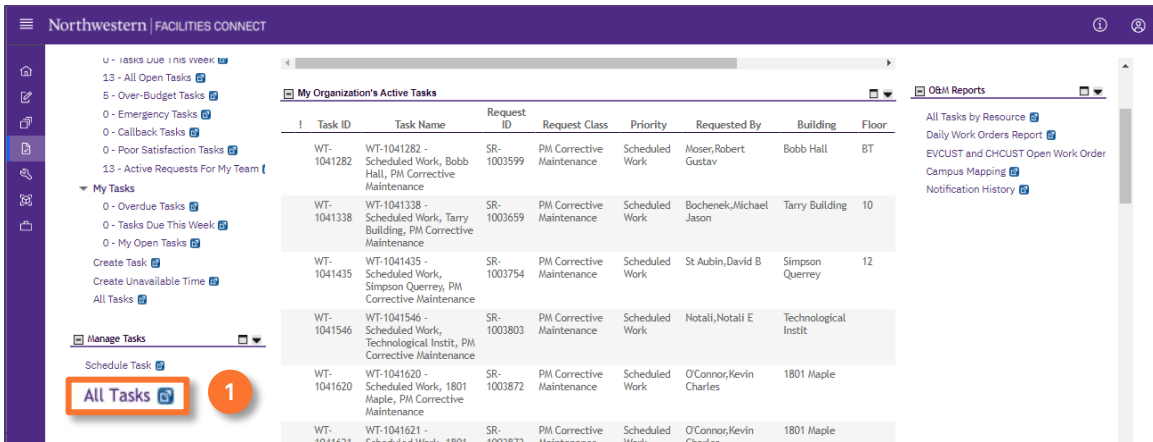 Northwestern | FACILITIES CONNECT
0 - Tasks Due This Week
13 - All Open Tasks
5 - Over-Budget Tasks
0 - Emergency Tasks
0 - Callback Tasks
0 - Poor Satisfaction Tasks
13 - Active Requests For My Team
My Tasks
0 - Overdue Tasks
0 - Tasks Due This Week
0 - My Open Tasks
Create Task
Create Unavailable Time
All Tasks
Manage Tasks
Schedule Task
All Tasks
1
My Organization's Active Tasks
! Task ID Task Name Request ID Request Class Priority Requested By Building Floor
WT- WT-1041282 - SR- PM Corrective Scheduled Moser,Robert Bobb Hall BT
1041282 Scheduled Work, Bobb 1003599 Maintenance Work Gustav
Hall, PM Corrective
Maintenance
WT- WT-1041338 - SR- PM Corrective Scheduled Bochenek,Michael Tarry Building 10
1041338 Scheduled Work, Tarry 1003659 Maintenance Work Jason
Building, PM Corrective
Maintenance
WT- WT-1041435 - SR- PM Corrective Scheduled St Aubin,David B Simpson 12
1041435 Scheduled Work, 1003754 Maintenance Work Querrey
Simpson Querrey, PM
Corrective Maintenance
WT- WT-1041546 - SR- PM Corrective Scheduled Notali,Notali E Technological
1041546 Scheduled Work, 1003803 Maintenance Work Instit
Technological Instit, PM
Corrective Maintenance
WT- WT-1041620 - SR- PM Corrective Scheduled O'Connor,Kevin 1801 Maple
1041620 Scheduled Work, 1801 1003872 Maintenance Work Charles
Maple, PM Corrective
Maintenance
WT- WT-1041621 - SR- PM Corrective Scheduled O'Connor,Kevin 1801 Maple
1041621 Scheduled Work, 1801 1003873 Maintenance Work Charles
O&M Reports
All Tasks by Resource
Daily Work Orders Report
EVCUST and CHCUST Open Work Order
Campus Mapping
Notification History